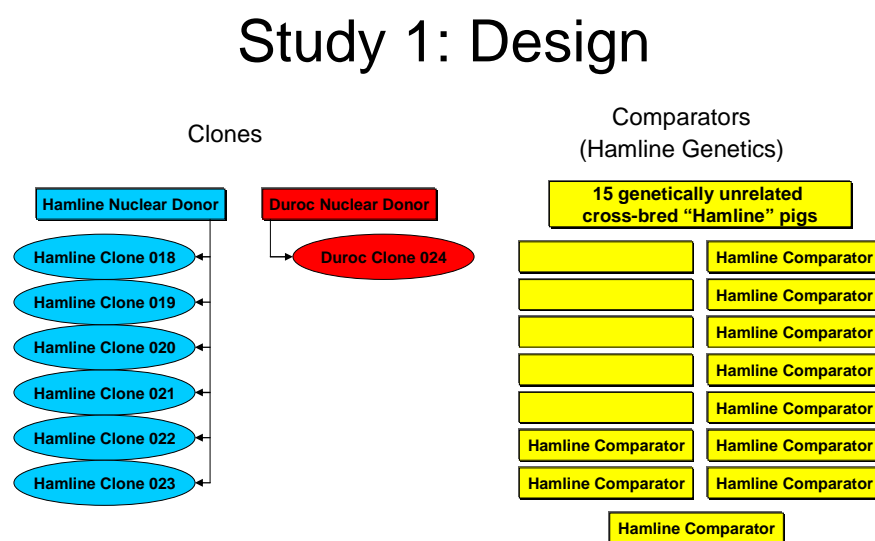 Study 1: Design
Clones
Comparators
(Hamline Genetics)
Hamline Nuclear Donor
Duroc Nuclear Donor
15 genetically unrelated
cross-bred “Hamline” pigs
Hamline Clone 018
Duroc Clone 024
Hamline Clone 019
Hamline Clone 020
Hamline Clone 021
Hamline Clone 022
Hamline Clone 023
Hamline Comparator
Hamline Comparator
Hamline Comparator
Hamline Comparator
Hamline Comparator
Hamline Comparator
Hamline Comparator
Hamline Comparator
Hamline Comparator
Hamline Comparator